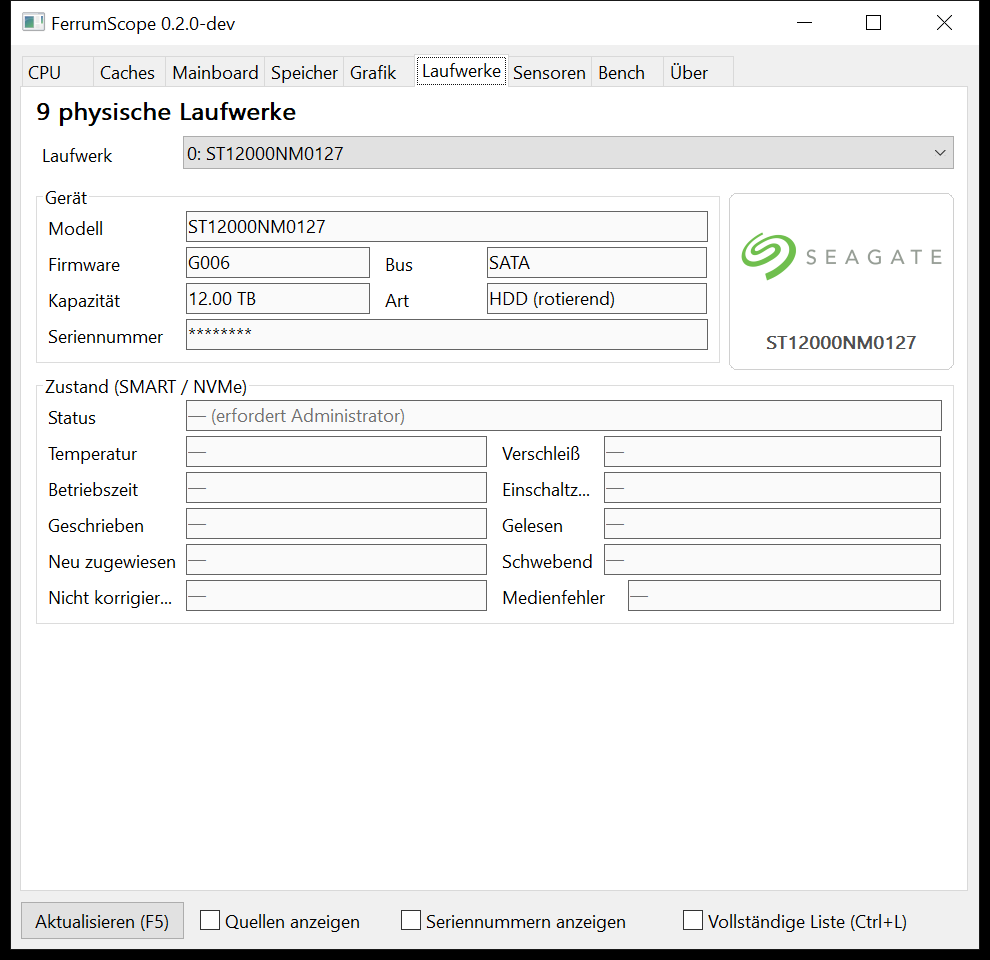 FerrumScope 0.2.0-dev
CPU Caches Mainboard Speicher Grafik Laufwerke Sensoren Bench Über
9 physische Laufwerke
Laufwerk 0: ST12000NM0127
Gerät
Modell ST12000NM0127
Firmware G006 Bus SATA
Kapazität 12.00 TB Art HDD (rotierend)
Seriennummer ********
SEAGATE
ST12000NM0127
Zustand (SMART / NVMe)
Status — (erfordert Administrator)
Temperatur — Verschleiß —
Betriebszeit — Einschaltz... —
Geschrieben — Gelesen —
Neu zugewiesen — Schwebend —
Nicht korrigier... — Medienfehler —
Aktualisieren (F5) Quellen anzeigen Seriennummern anzeigen Vollständige Liste (Ctrl+L)